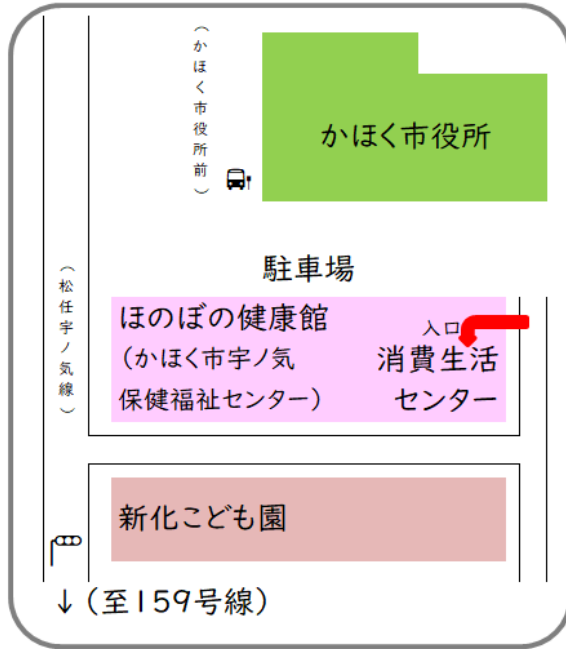 （かほく市役所前）
かほく市役所
駐車場
（松任宇ノ気線）
ほのぼの健康館
（かほく市宇ノ気
保健福祉センター）
入口
消費生活
センター
新化こども園
↓（至159号線）